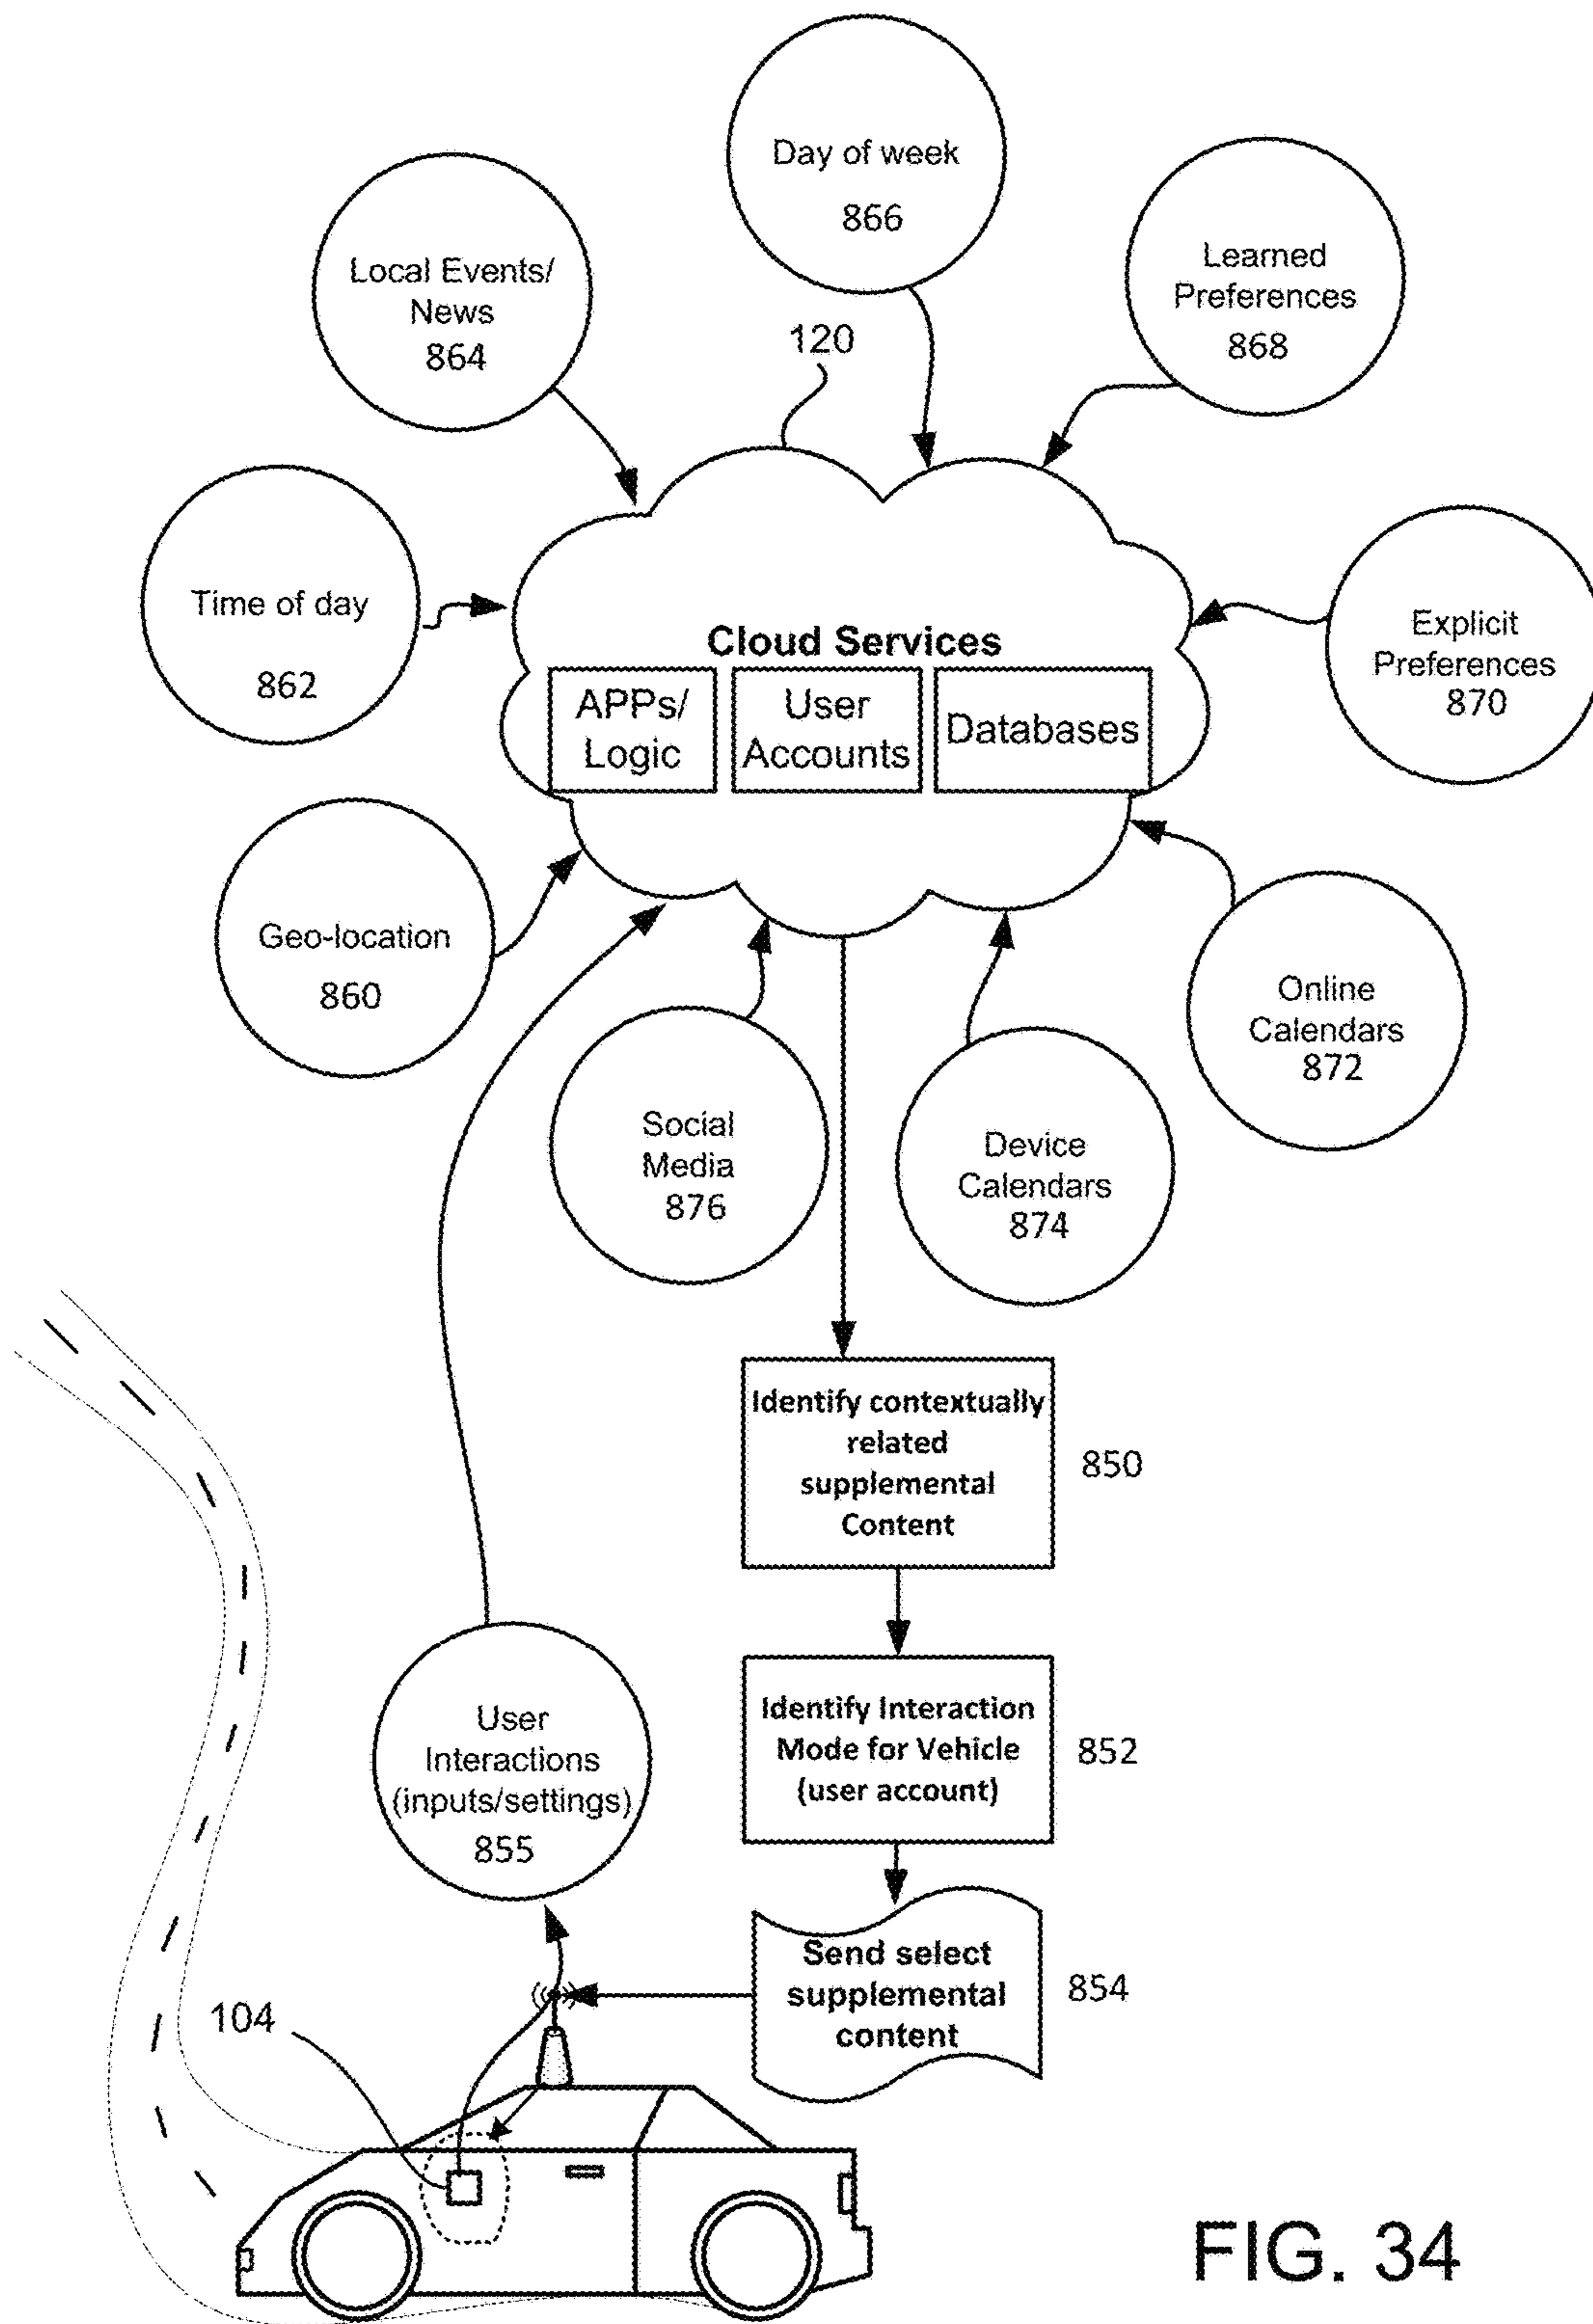 Day of week
866
Local Events/
News
864
Learned
Preferences
868
120
Time of day
862
Cloud Services
APPs/
Logic
User
Accounts
Databases
Explicit
Preferences
870
Geo-location
860
Online
Calendars
872
Social
Media
876
Device
Calendars
874
Identify contextually
related
supplemental
Content
850
User
Interactions
(inputs/settings)
855
Identify Interaction
Mode for Vehicle
(user account)
852
Send select
supplemental
content
854
104
FIG. 34